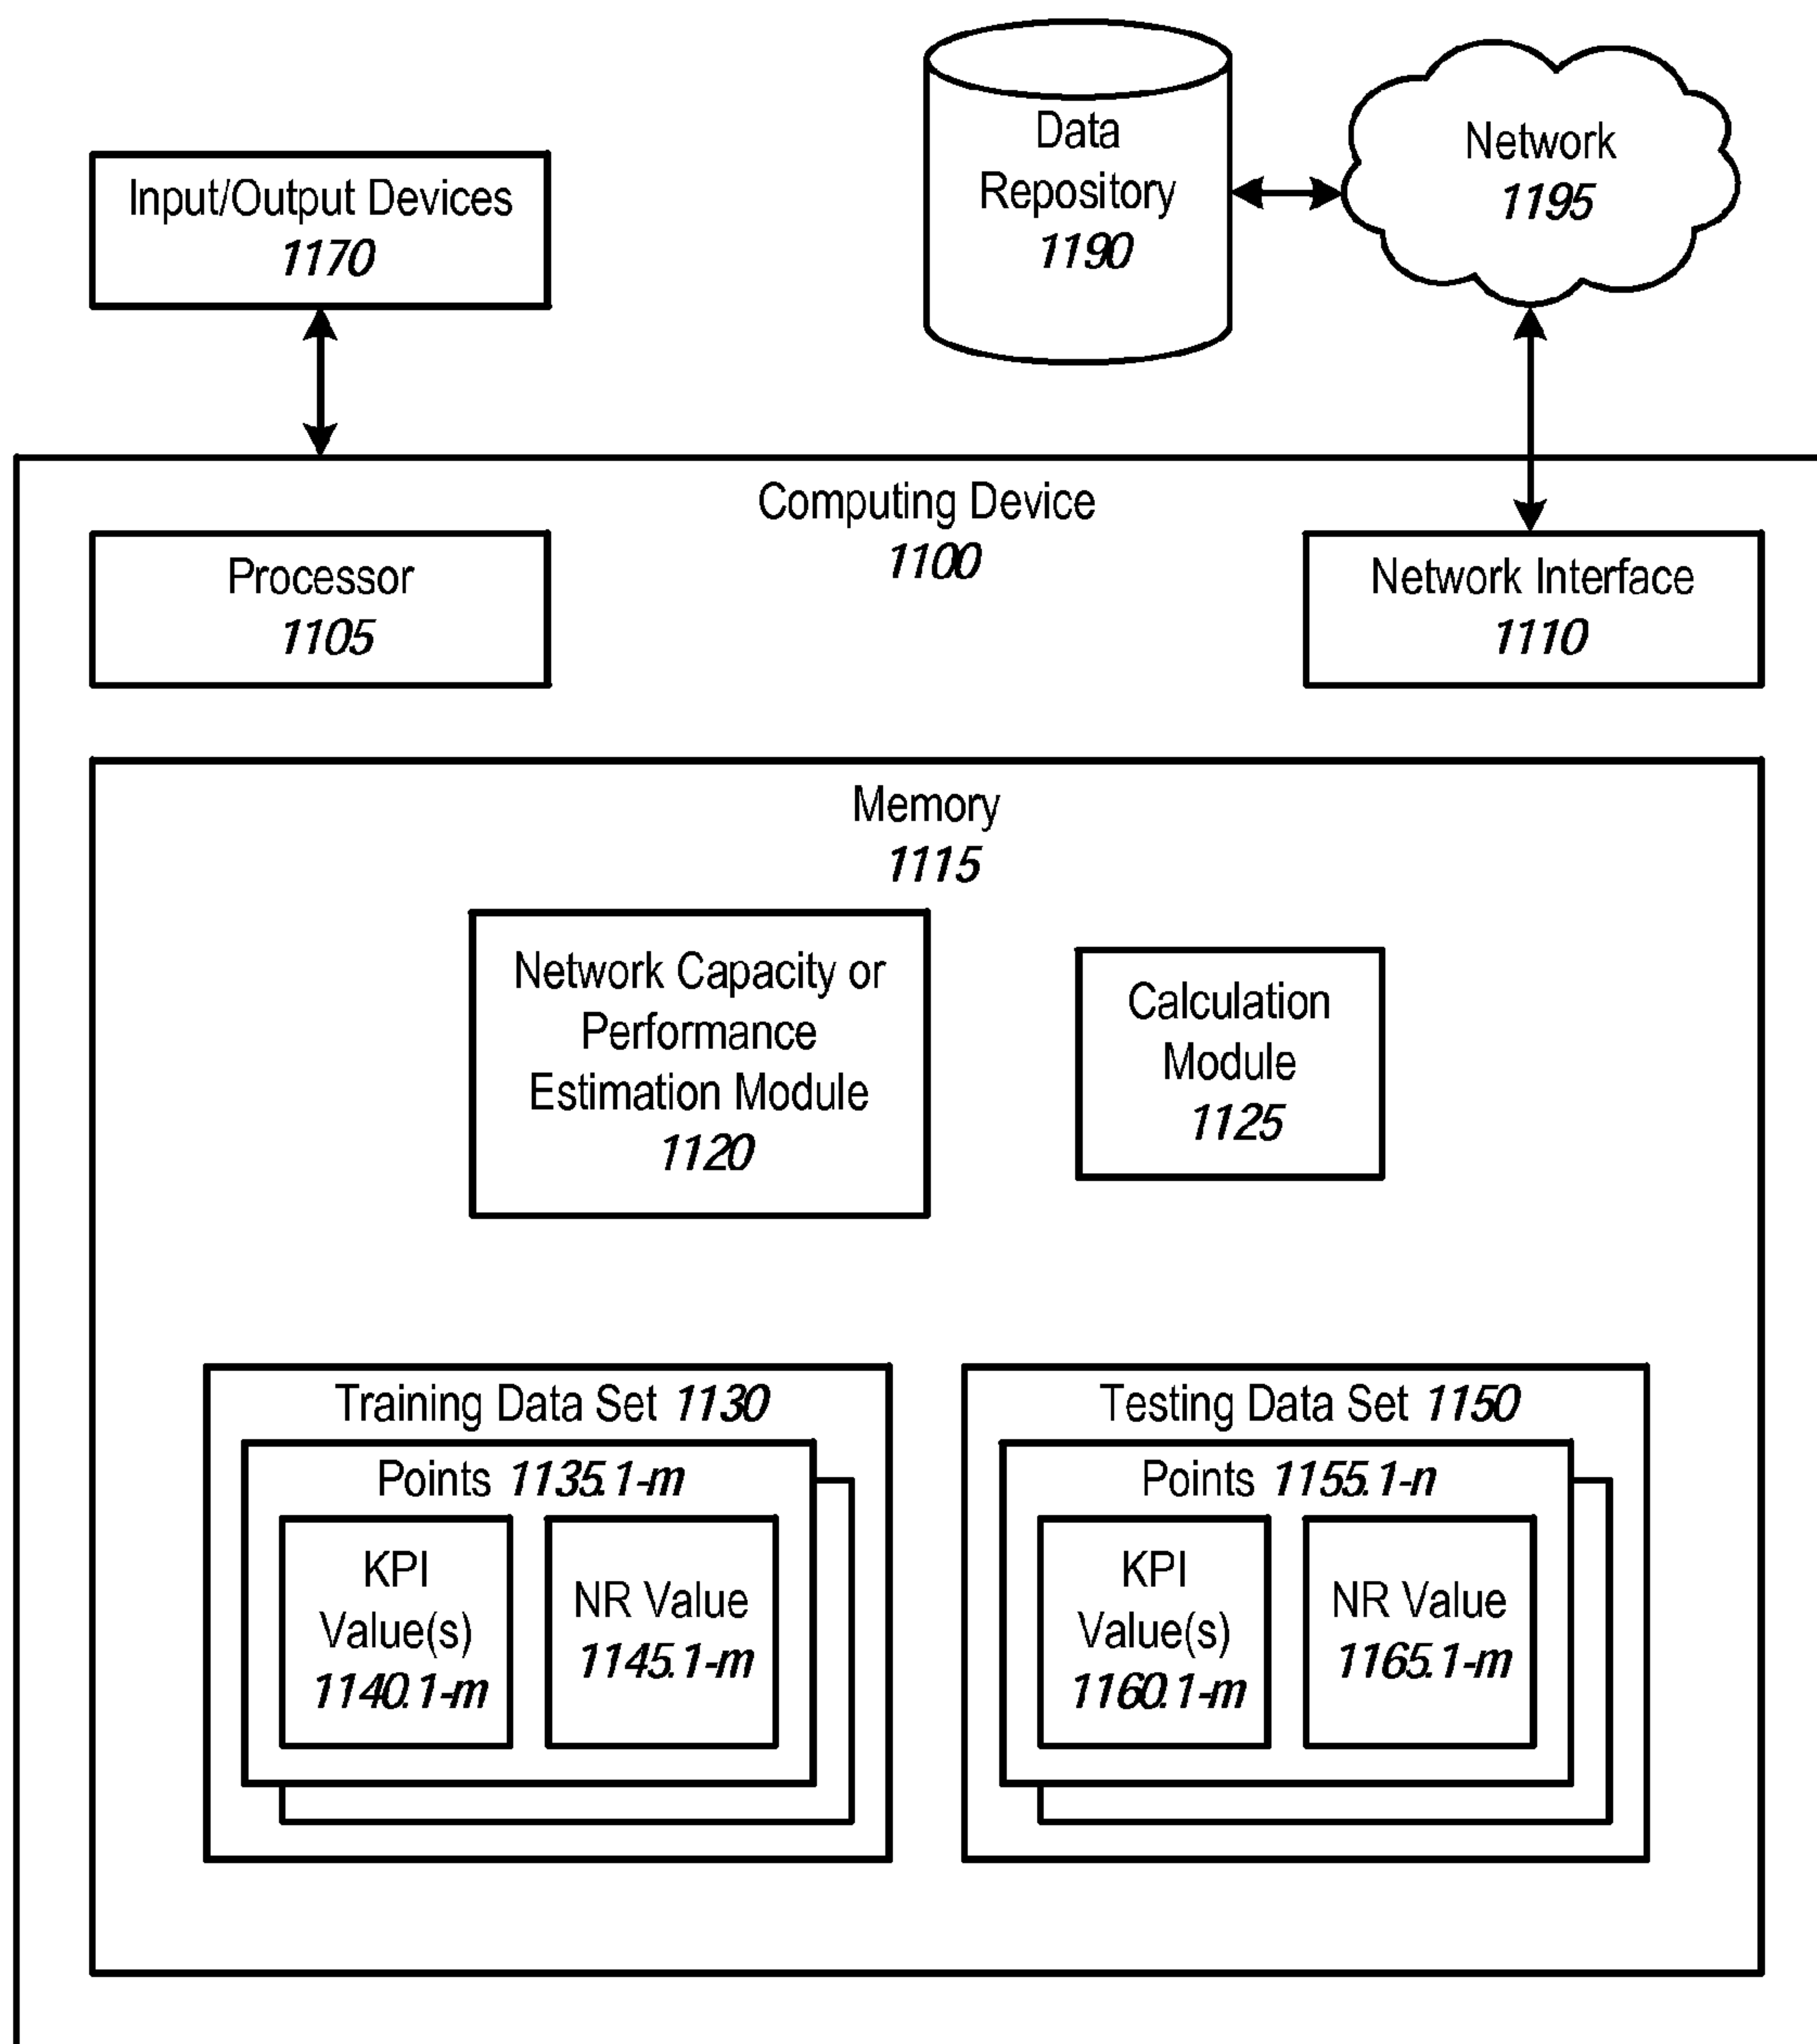 Data
Repository
1190
Network
1195
Input/Output Devices
1170
Computing Device
1100
Processor
1105
Network Interface
1110
Memory
1115
Network Capacity or
Performance
Estimation Module
1120
Calculation
Module
1125
Training Data Set 1130
Points 1135.1-m
KPI
Value(s)
1140.1-m
NR Value
1145.1-m
Testing Data Set 1150
Points 1155.1-n
KPI
Value(s)
1160.1-m
NR Value
1165.1-m